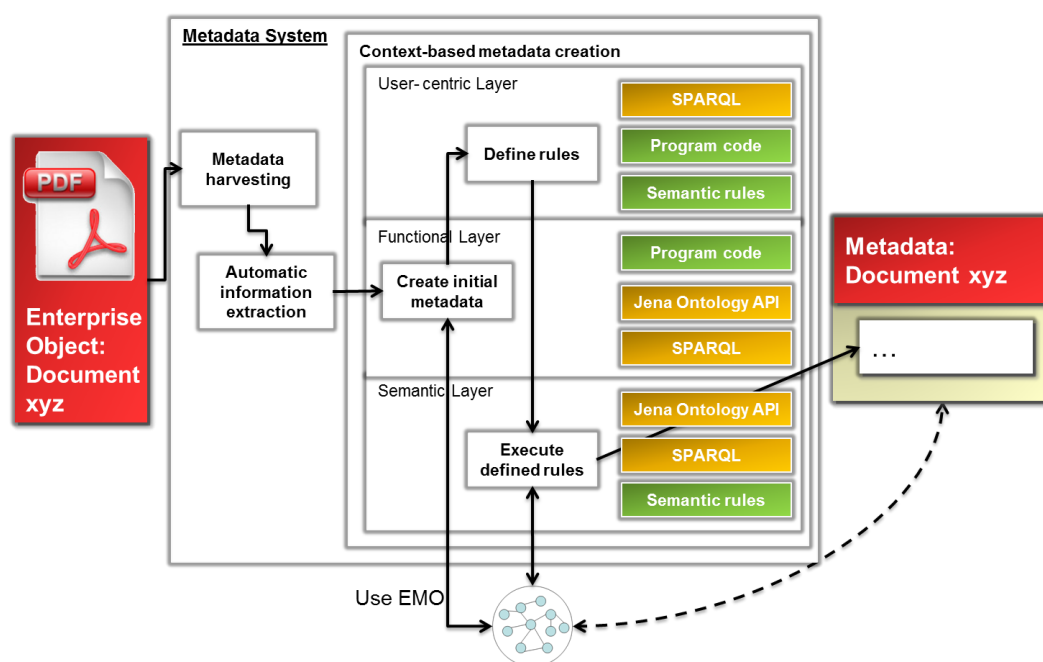 Metadata System
Context-based metadata creation
User- centric Layer
SPARQL
Define rules
Program code
Semantic rules
PDF
Metadata
harvesting
Enterprise
Object:
Document
xyz
Automatic
information
extraction
Functional Layer
Create initial
metadata
Program code
Jena Ontology API
SPARQL
Semantic Layer
Jena Ontology API
Execute
defined rules
SPARQL
Semantic rules
Metadata:
Document xyz
...
Use EMO